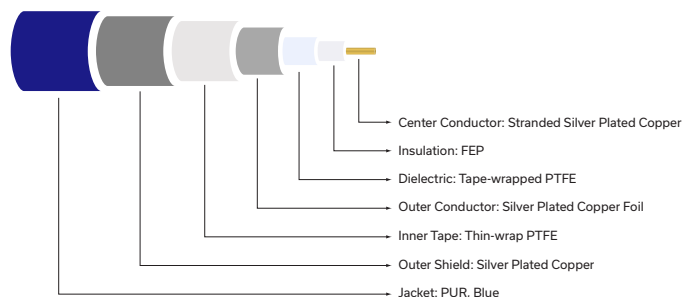 Center Conductor: Stranded Silver Plated Copper
Insulation: FEP
Dielectric: Tape-wrapped PTFE
Outer Conductor: Silver Plated Copper Foil
Inner Tape: Thin-wrap PTFE
Outer Shield: Silver Plated Copper
Jacket: PUR, Blue